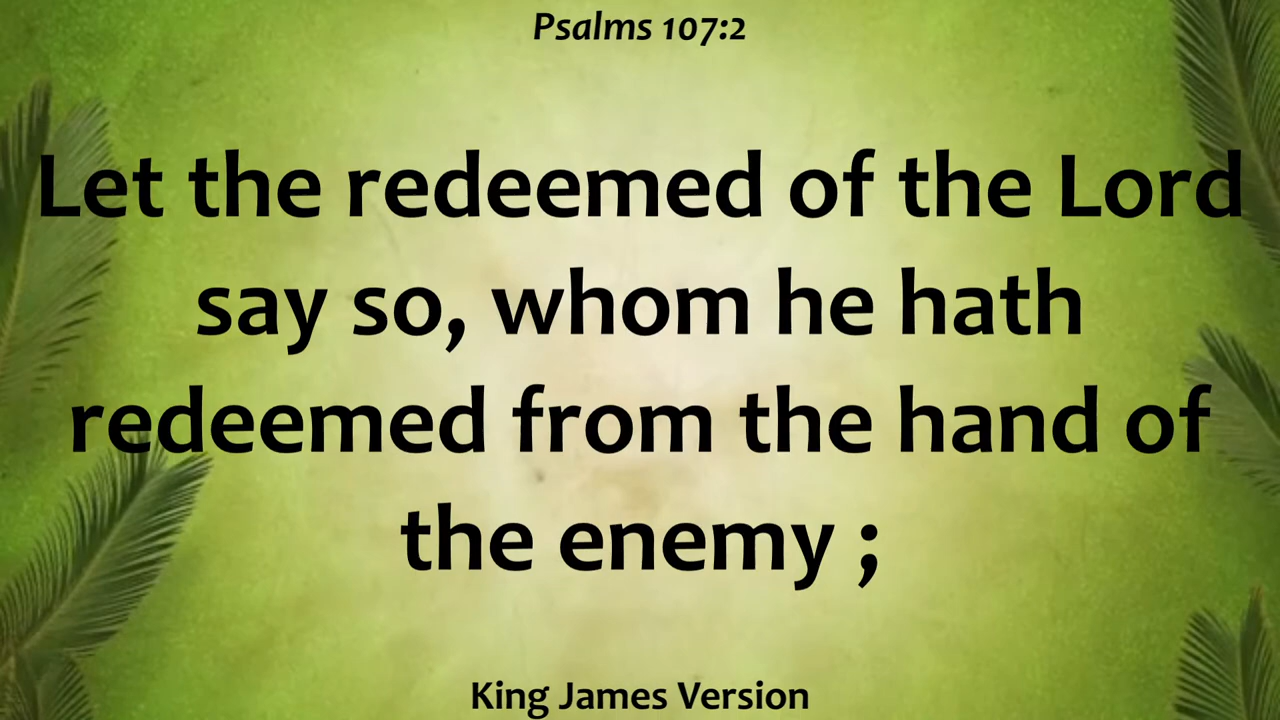 Psalms 107:2
Let the redeemed of the Lord
say so, whom he hath
redeemed from the hand of
the enemy ;
King James Version